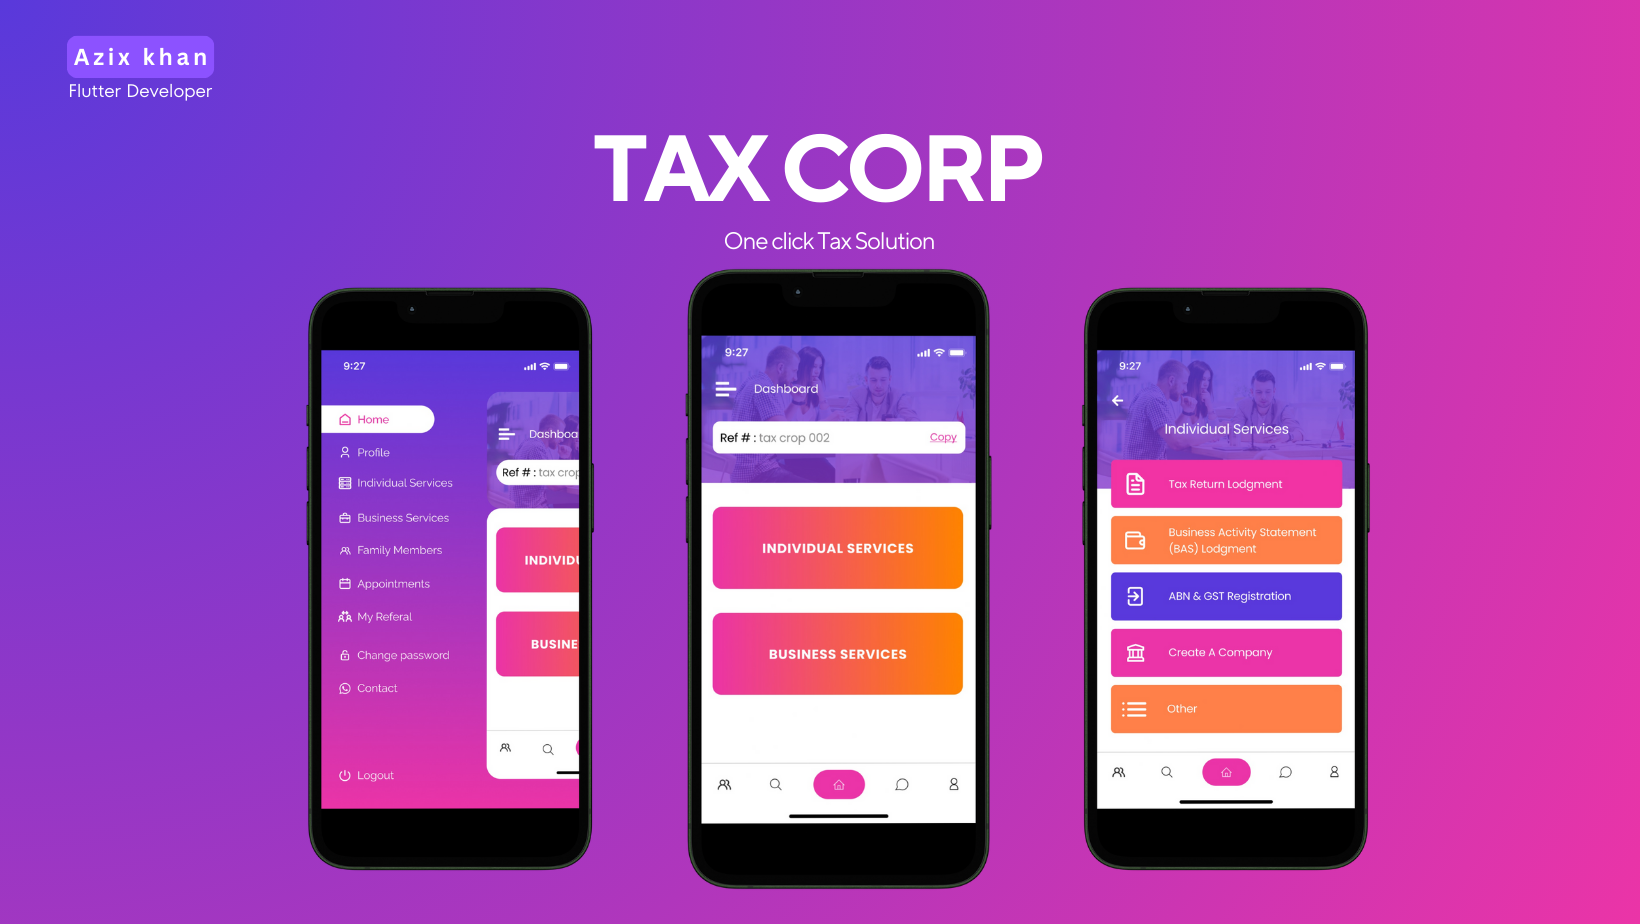 Azix khan
Flutter Developer
TAX CORP
One click Tax Solution
9:27
Home
Profile
Individual Services
Business Services
Family Members
Appointments
My Referal
Change password
Contact
Logout
Dashboa
Ref # : tax crop
INDIVIDU
BUSINE
9:27
Dashboard
Ref # : tax crop 002 Copy
INDIVIDUAL SERVICES
BUSINESS SERVICES
9:27
Individual Services
Tax Return Lodgment
Business Activity Statement
(BAS) Lodgment
ABN & GST Registration
Create A Company
Other